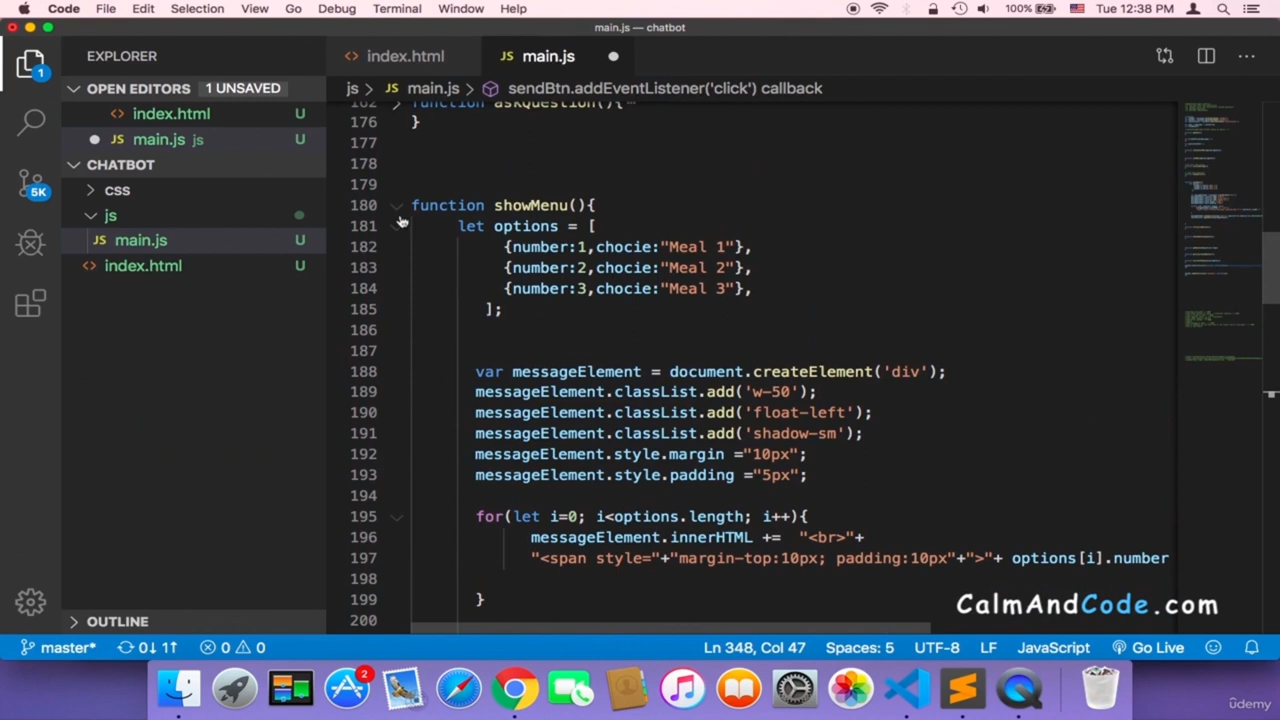 Code File Edit Selection View Go Debug Terminal Window Help 100% Tue 12:38 PM
main.js — chatbot
EXPLORER
index.html
JS main.js
OPEN EDITORS 1 UNSAVED
js > JS main.js > sendBtn.addEventListener('click') callback
index.html U
JS main.js js U
CHATBOT
css
js
JS main.js U
index.html U
162 function askQuestion(){
176 }
177
178
179
180 function showMenu(){
181 let options = [
182 {number:1,chocie:"Meal 1"},
183 {number:2,chocie:"Meal 2"},
184 {number:3,chocie:"Meal 3"},
185 ];
186
187
188 var messageElement = document.createElement('div');
189 messageElement.classList.add('w-50');
190 messageElement.classList.add('float-left');
191 messageElement.classList.add('shadow-sm');
192 messageElement.style.margin ="10px";
193 messageElement.style.padding ="5px";
194
195 for(let i=0; i<options.length; i++){
196 messageElement.innerHTML += "<br>"+
197 "<span style="+"margin-top:10px; padding:10px"+">"+ options[i].number
198
199 }
200
1
5K
OUTLINE
CalmAndCode.com
master* 0↓ 1↑ 0 0 Ln 348, Col 47 Spaces: 5 UTF-8 LF JavaScript Go Live
2
ûdemy